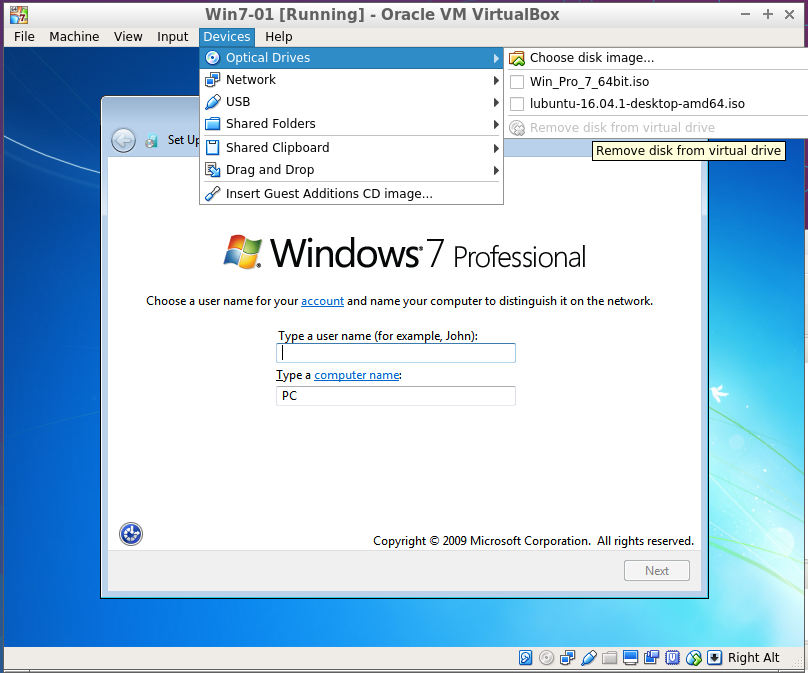 Win7-01 [Running] - Oracle VM VirtualBox
File Machine View Input Devices Help
Optical Drives
Network
USB
Shared Folders
Shared Clipboard
Drag and Drop
Insert Guest Additions CD image...
Choose disk image...
Win_Pro_7_64bit.iso
lubuntu-16.04.1-desktop-amd64.iso
Remove disk from virtual drive
Remove disk from virtual drive
Set Up
Windows 7 Professional
Choose a user name for your account and name your computer to distinguish it on the network.
Type a user name (for example, John):
Type a computer name:
PC
Copyright © 2009 Microsoft Corporation. All rights reserved.
Next
Right Alt